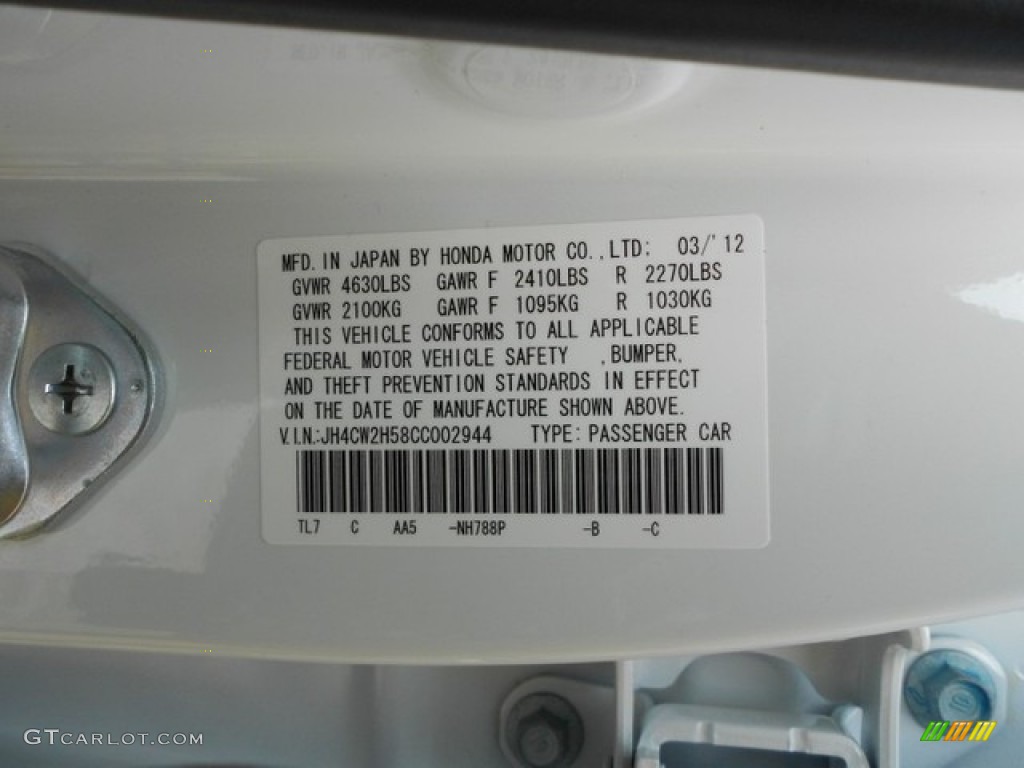 MFD. IN JAPAN BY HONDA MOTOR CO.,LTD: 03/'12
GVWR 4630LBS GAWR F 2410LBS R 2270LBS
GVWR 2100KG GAWR F 1095KG R 1030KG
THIS VEHICLE CONFORMS TO ALL APPLICABLE
FEDERAL MOTOR VEHICLE SAFETY ,BUMPER,
AND THEFT PREVENTION STANDARDS IN EFFECT
ON THE DATE OF MANUFACTURE SHOWN ABOVE.
V.I.N.:JH4CW2H58CC002944 TYPE: PASSENGER CAR
TL7 C AA5 -NH788P -B -C
GTCARLOT.COM